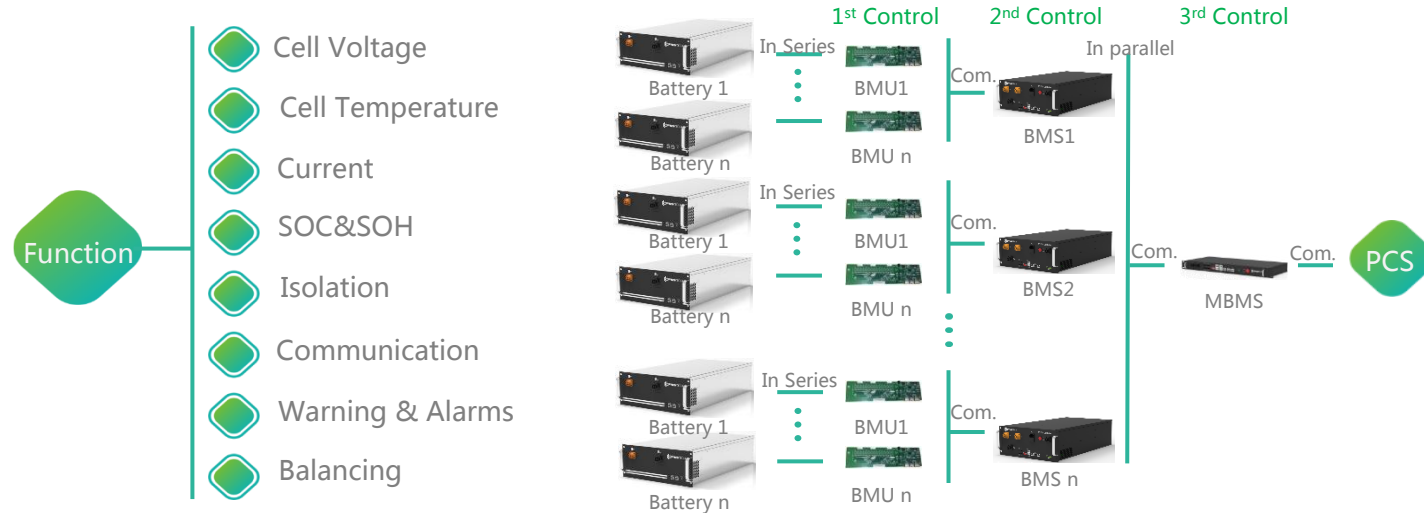 Function
Cell Voltage
Cell Temperature
Current
SOC&SOH
Isolation
Communication
Warning & Alarms
Balancing
1st Control
2nd Control
3rd Control
In Series
In parallel
Battery 1
BMU1
Com.
BMS1
Battery n
BMU n
In Series
Battery 1
BMU1
Com.
BMS2
Battery n
BMU n
Com.
MBMS
Com.
PCS
In Series
Battery 1
BMU1
Com.
BMS n
Battery n
BMU n